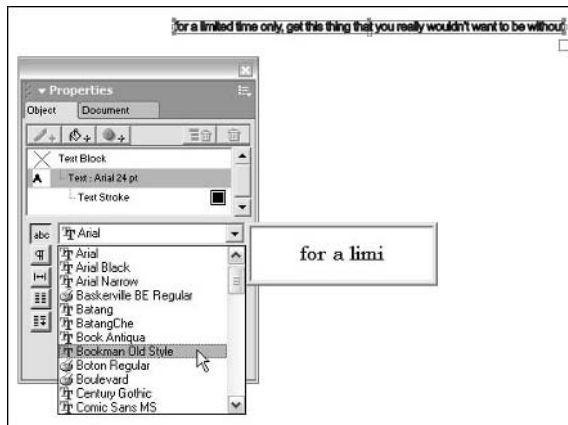 for a limited time only, get this thing that you really wouldn't want to be without
Properties
Object Document
Text Block
A Text : Arial 24 pt
Text Stroke
abc Arial
for a limi
Arial
Arial Black
Arial Narrow
Baskerville BE Regular
Batang
BatangChe
Book Antiqua
Bookman Old Style
Boton Regular
Boulevard
Century Gothic
Comic Sans MS